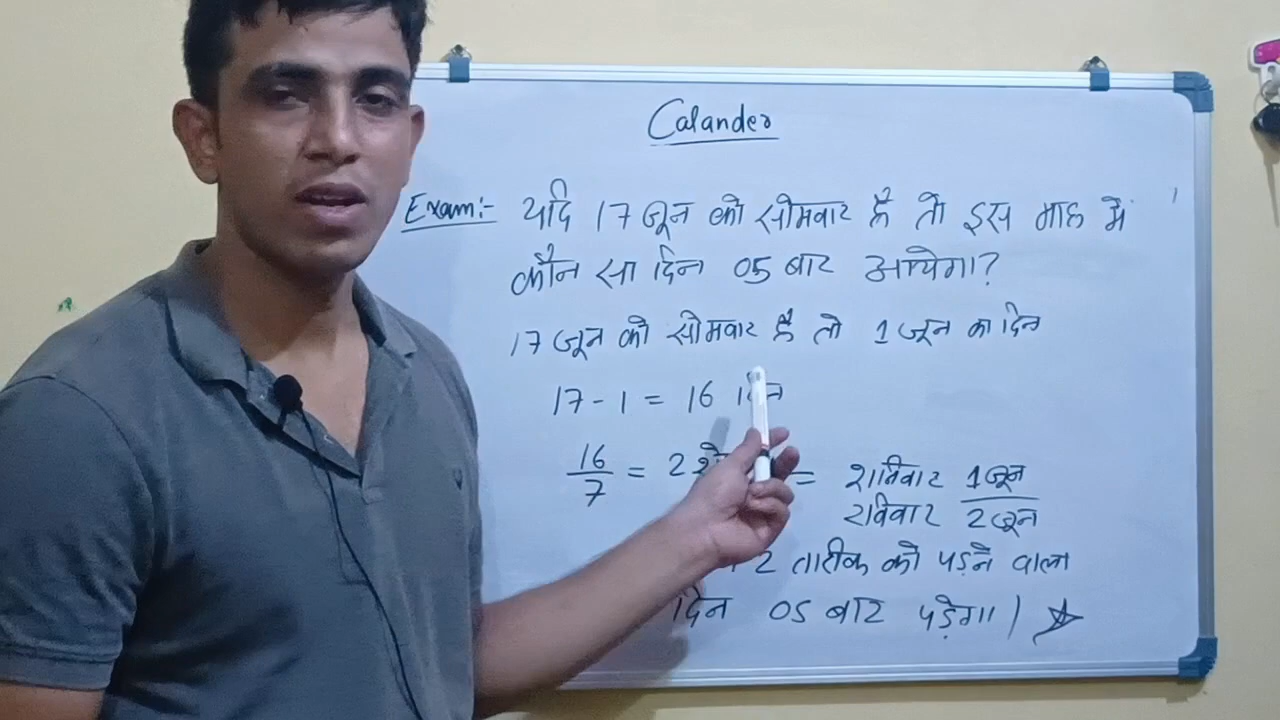 Calander
Exam:- यदि 17 जून को सोमवार है तो इस माह में
कौन सा दिन 05 बार आयेगा?
17 जून को सोमवार है तो 1 जून का दिन
17 - 1 = 16 दिन
16/7 = 2 = शनिवार 1 जून
रविवार 2 जून
2 तारीक को पड़ने वाला
दिन 05 बार पड़ेगा।